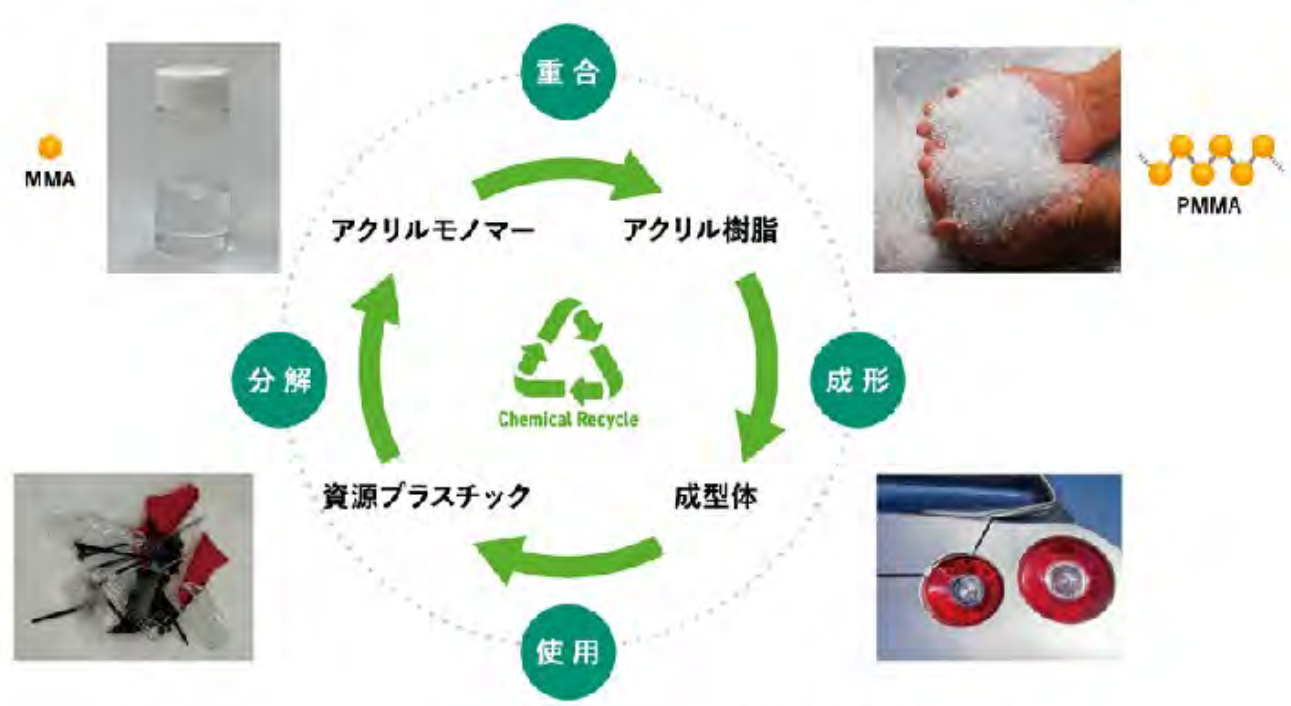 重合
MMA
PMMA
アクリルモノマー
アクリル樹脂
分解
Chemical Recycle
成形
資源プラスチック
成型体
使用